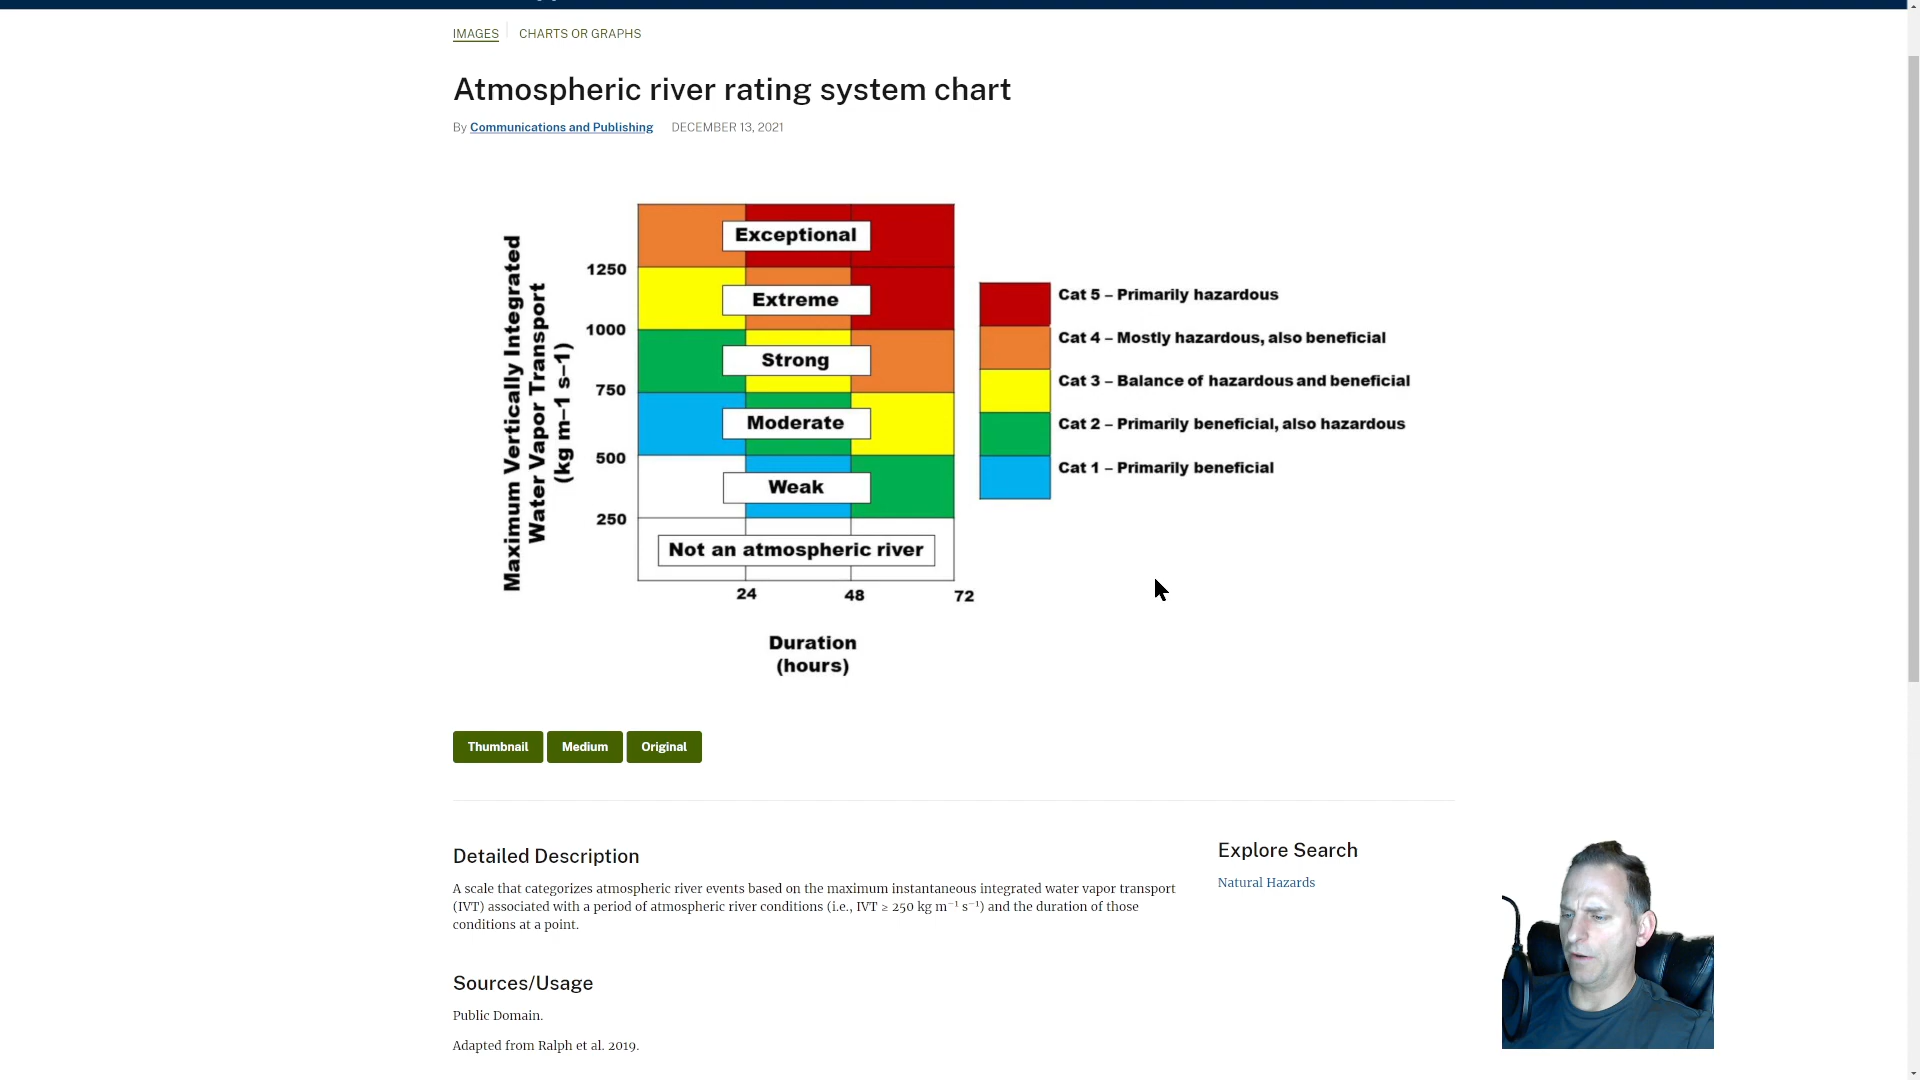 IMAGES
CHARTS OR GRAPHS
Atmospheric river rating system chart
By Communications and Publishing DECEMBER 13, 2021
Maximum Vertically Integrated
Water Vapor Transport
(kg m–1 s–1)
1250
1000
750
500
250
Exceptional
Extreme
Strong
Moderate
Weak
Not an atmospheric river
24
48
72
Duration
(hours)
Cat 5 – Primarily hazardous
Cat 4 – Mostly hazardous, also beneficial
Cat 3 – Balance of hazardous and beneficial
Cat 2 – Primarily beneficial, also hazardous
Cat 1 – Primarily beneficial
Thumbnail
Medium
Original
Detailed Description
A scale that categorizes atmospheric river events based on the maximum instantaneous integrated water vapor transport
(IVT) associated with a period of atmospheric river conditions (i.e., IVT ≥ 250 kg m⁻¹ s⁻¹) and the duration of those
conditions at a point.
Explore Search
Natural Hazards
Sources/Usage
Public Domain.
Adapted from Ralph et al. 2019.